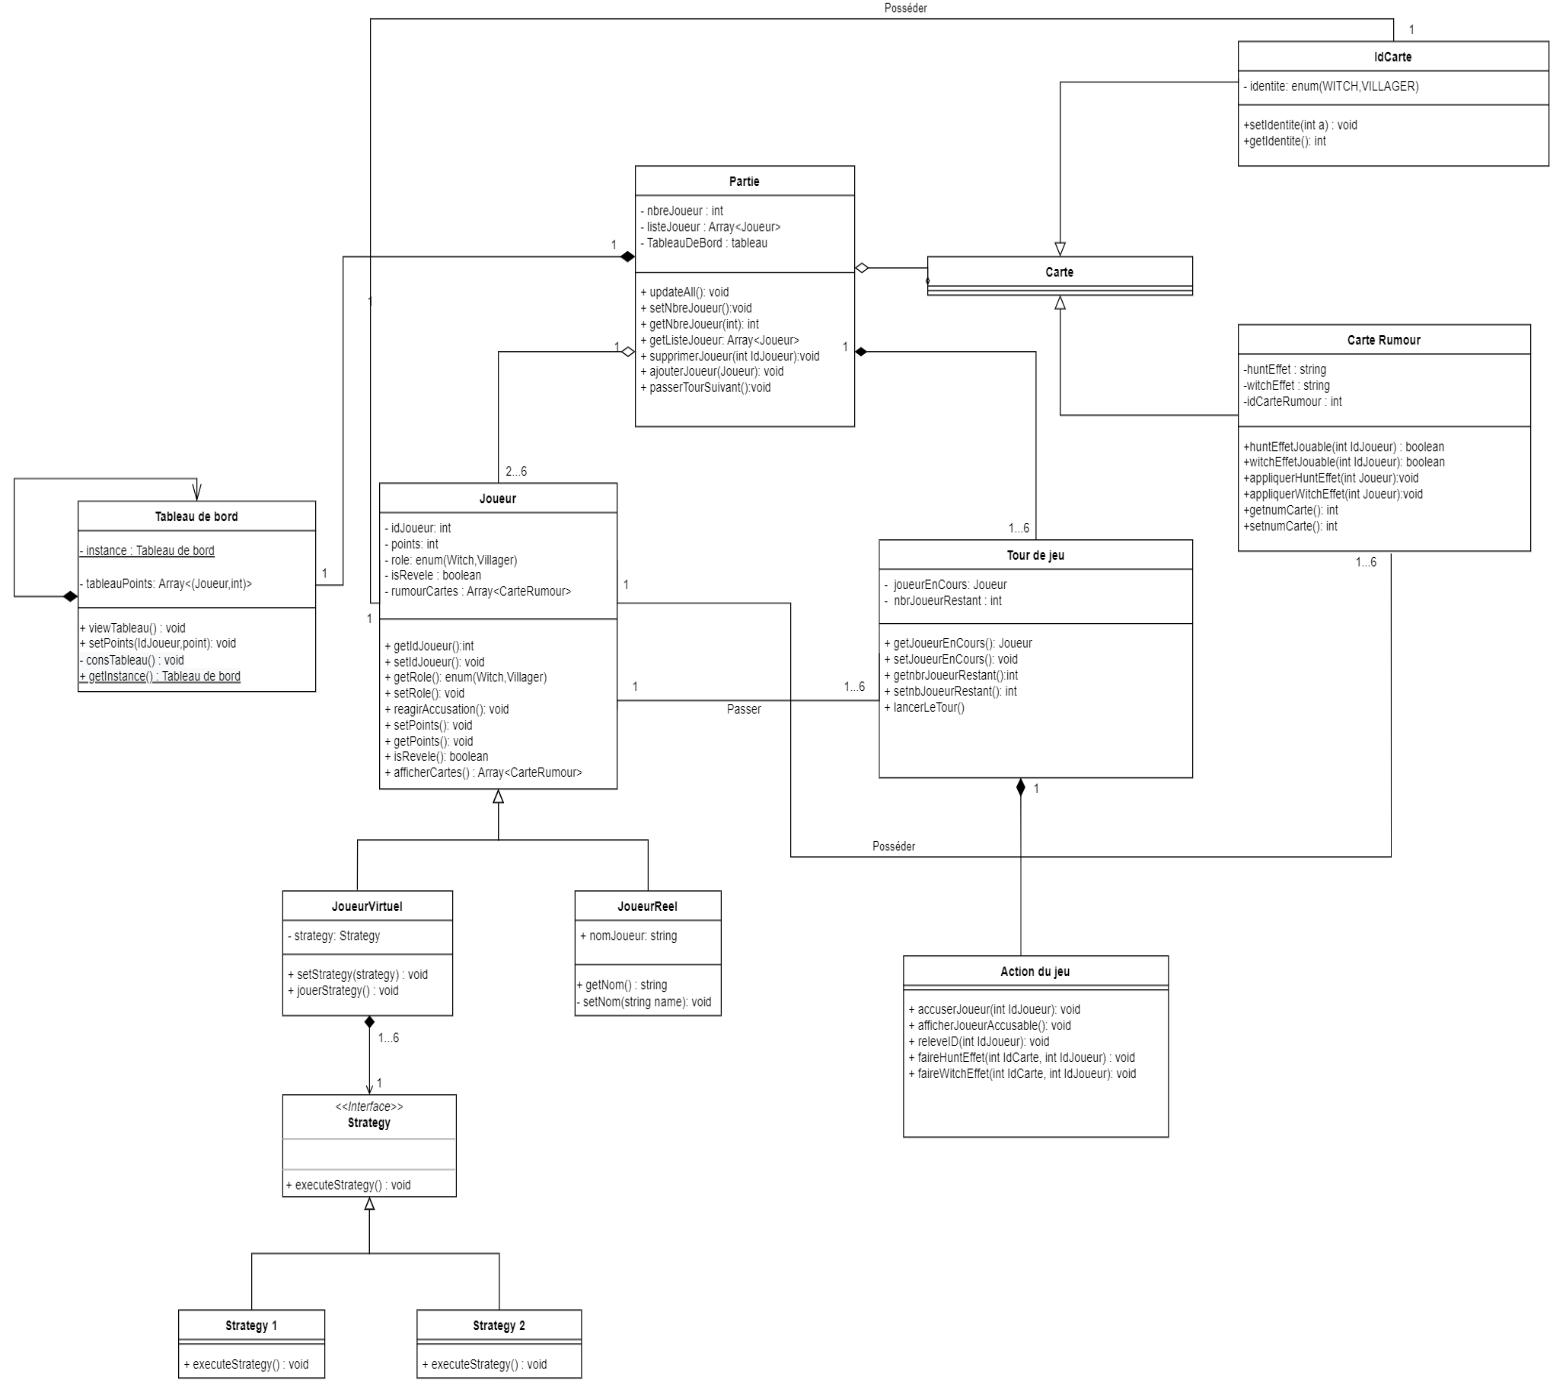 Posséder
1
IdCarte
- identite: enum(WITCH,VILLAGER)
+setIdentite(int a) : void
+getIdentite(): int
Partie
- nbreJoueur : int
- listeJoueur : Array<Joueur>
- TableauDeBord : tableau
+ updateAll(): void
+ setNbreJoueur():void
+ getNbreJoueur(int): int
+ getListeJoueur: Array<Joueur>
+ supprimerJoueur(int IdJoueur):void
+ ajouterJoueur(Joueur): void
+ passerTourSuivant():void
1
1
1
1
Carte
Carte Rumour
-huntEffet : string
-witchEffet : string
-idCarteRumour : int
+huntEffetJouable(int IdJoueur) : boolean
+witchEffetJouable(int IdJoueur): boolean
+appliquerHuntEffet(int Joueur):void
+appliquerWitchEffet(int Joueur):void
+getnumCarte(): int
+setnumCarte(): int
1...6
2...6
Joueur
- idJoueur: int
- points: int
- role: enum(Witch,Villager)
- isRevele : boolean
- rumourCartes : Array<CarteRumour>
+ getIdJoueur():int
+ setIdJoueur(): void
+ getRole(): enum(Witch,Villager)
+ setRole(): void
+ reagirAccusation(): void
+ setPoints(): void
+ getPoints(): void
+ isRevele(): boolean
+ afficherCartes() : Array<CarteRumour>
Tableau de bord
- instance : Tableau de bord
- tableauPoints: Array<(Joueur,int)>
+ viewTableau() : void
+ setPoints(IdJoueur,point): void
- consTableau() : void
+ getInstance() : Tableau de bord
1
1
1
1...6
Tour de jeu
- joueurEnCours: Joueur
- nbrJoueurRestant : int
+ getJoueurEnCours(): Joueur
+ setJoueurEnCours(): void
+ getnbrJoueurRestant():int
+ setnbJoueurRestant(): int
+ lancerLeTour()
1
1...6
Passer
1
Posséder
JoueurVirtuel
- strategy: Strategy
+ setStrategy(strategy) : void
+ jouerStrategy() : void
JoueurReel
+ nomJoueur: string
+ getNom() : string
- setNom(string name): void
1...6
1
<<Interface>>
Strategy
+ executeStrategy() : void
Action du jeu
+ accuserJoueur(int IdJoueur): void
+ afficherJoueurAccusable(): void
+ releveID(int IdJoueur): void
+ faireHuntEffet(int IdCarte, int IdJoueur) : void
+ faireWitchEffet(int IdCarte, int IdJoueur): void
Strategy 1
+ executeStrategy() : void
Strategy 2
+ executeStrategy() : void